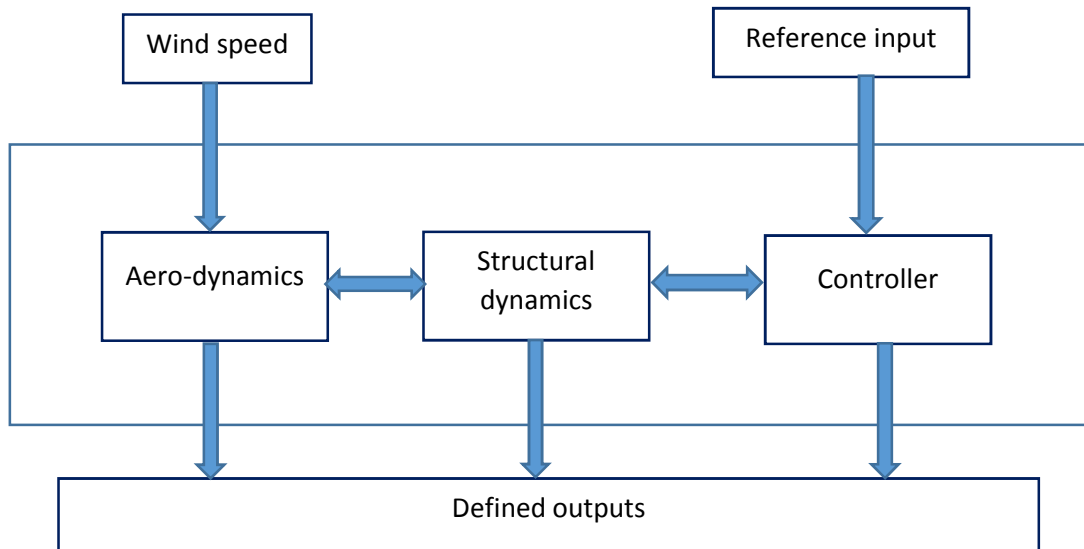 Wind speed
Reference input
Aero-dynamics
Structural
dynamics
Controller
Defined outputs